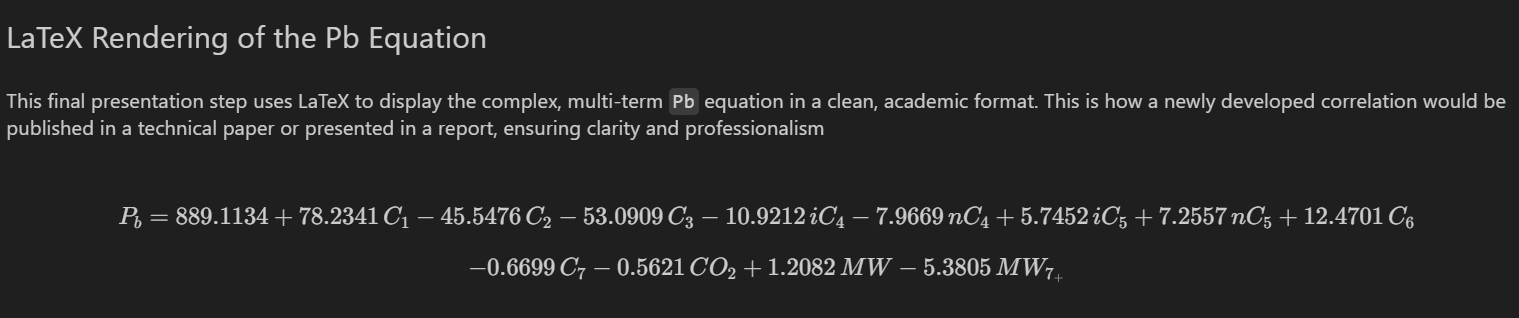 LaTeX Rendering of the Pb Equation
This final presentation step uses LaTeX to display the complex, multi-term Pb equation in a clean, academic format. This is how a newly developed correlation would be
published in a technical paper or presented in a report, ensuring clarity and professionalism
P_b = 889.1134 + 78.2341 C_1 − 45.5476 C_2 − 53.0909 C_3 − 10.9212 iC_4 − 7.9669 nC_4 + 5.7452 iC_5 + 7.2557 nC_5 + 12.4701 C_6
−0.6699 C_7 − 0.5621 CO_2 + 1.2082 MW − 5.3805 MW_{7_+}